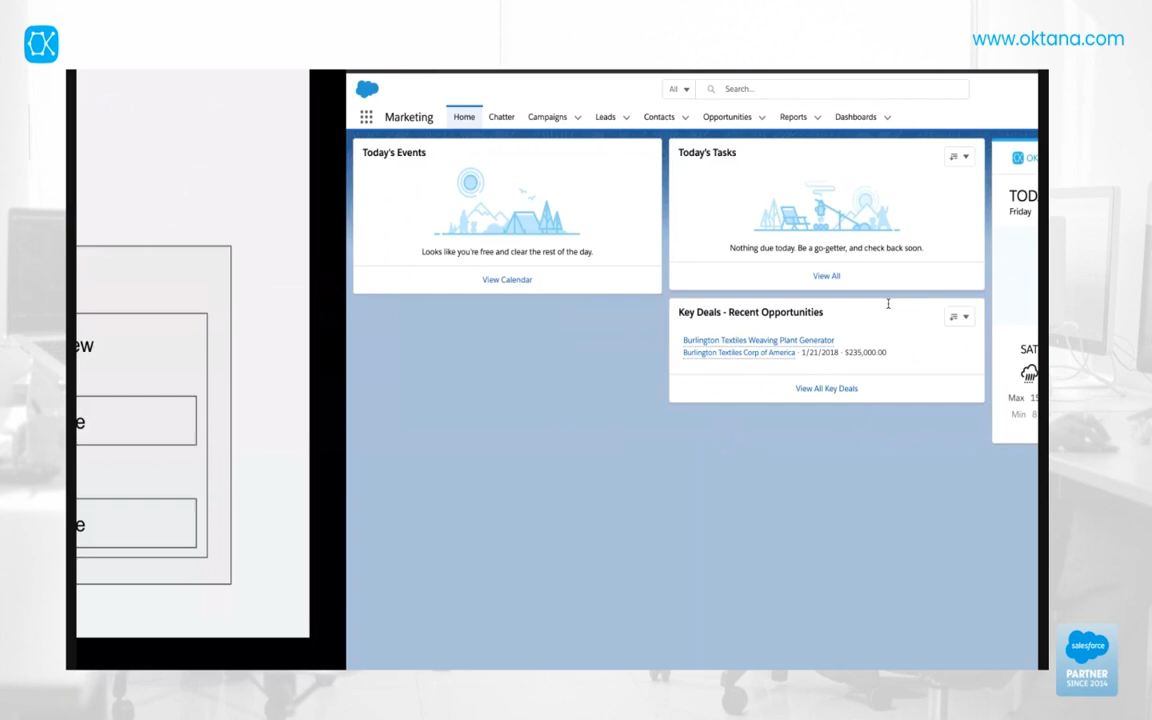 www.oktana.com
All
Search...
Marketing
Home
Chatter
Campaigns
Leads
Contacts
Opportunities
Reports
Dashboards
Today's Events
Looks like you're free and clear the rest of the day.
View Calendar
Today's Tasks
Nothing due today. Be a go-getter, and check back soon.
View All
Key Deals - Recent Opportunities
Burlington Textiles Weaving Plant Generator
Burlington Textiles Corp of America · 1/21/2018 · $235,000.00
View All Key Deals
OK
TOD
Friday
SAT
Max 15
Min 8
ew
e
e
salesforce
PARTNER
SINCE 2014